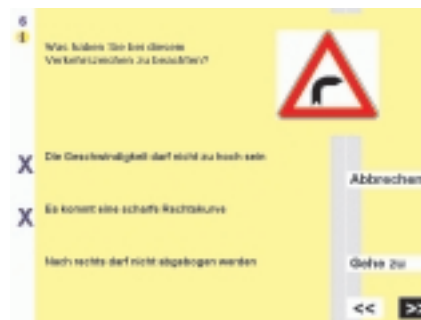 6
Was haben Sie bei diesem
Verkehrszeichen zu beachten?
X Die Geschwindigkeit darf nicht zu hoch sein
X Es kommt eine scharfe Rechtskurve
Nach rechts darf nicht abgebogen werden
Abbrechen
Gehe zu
<< >>